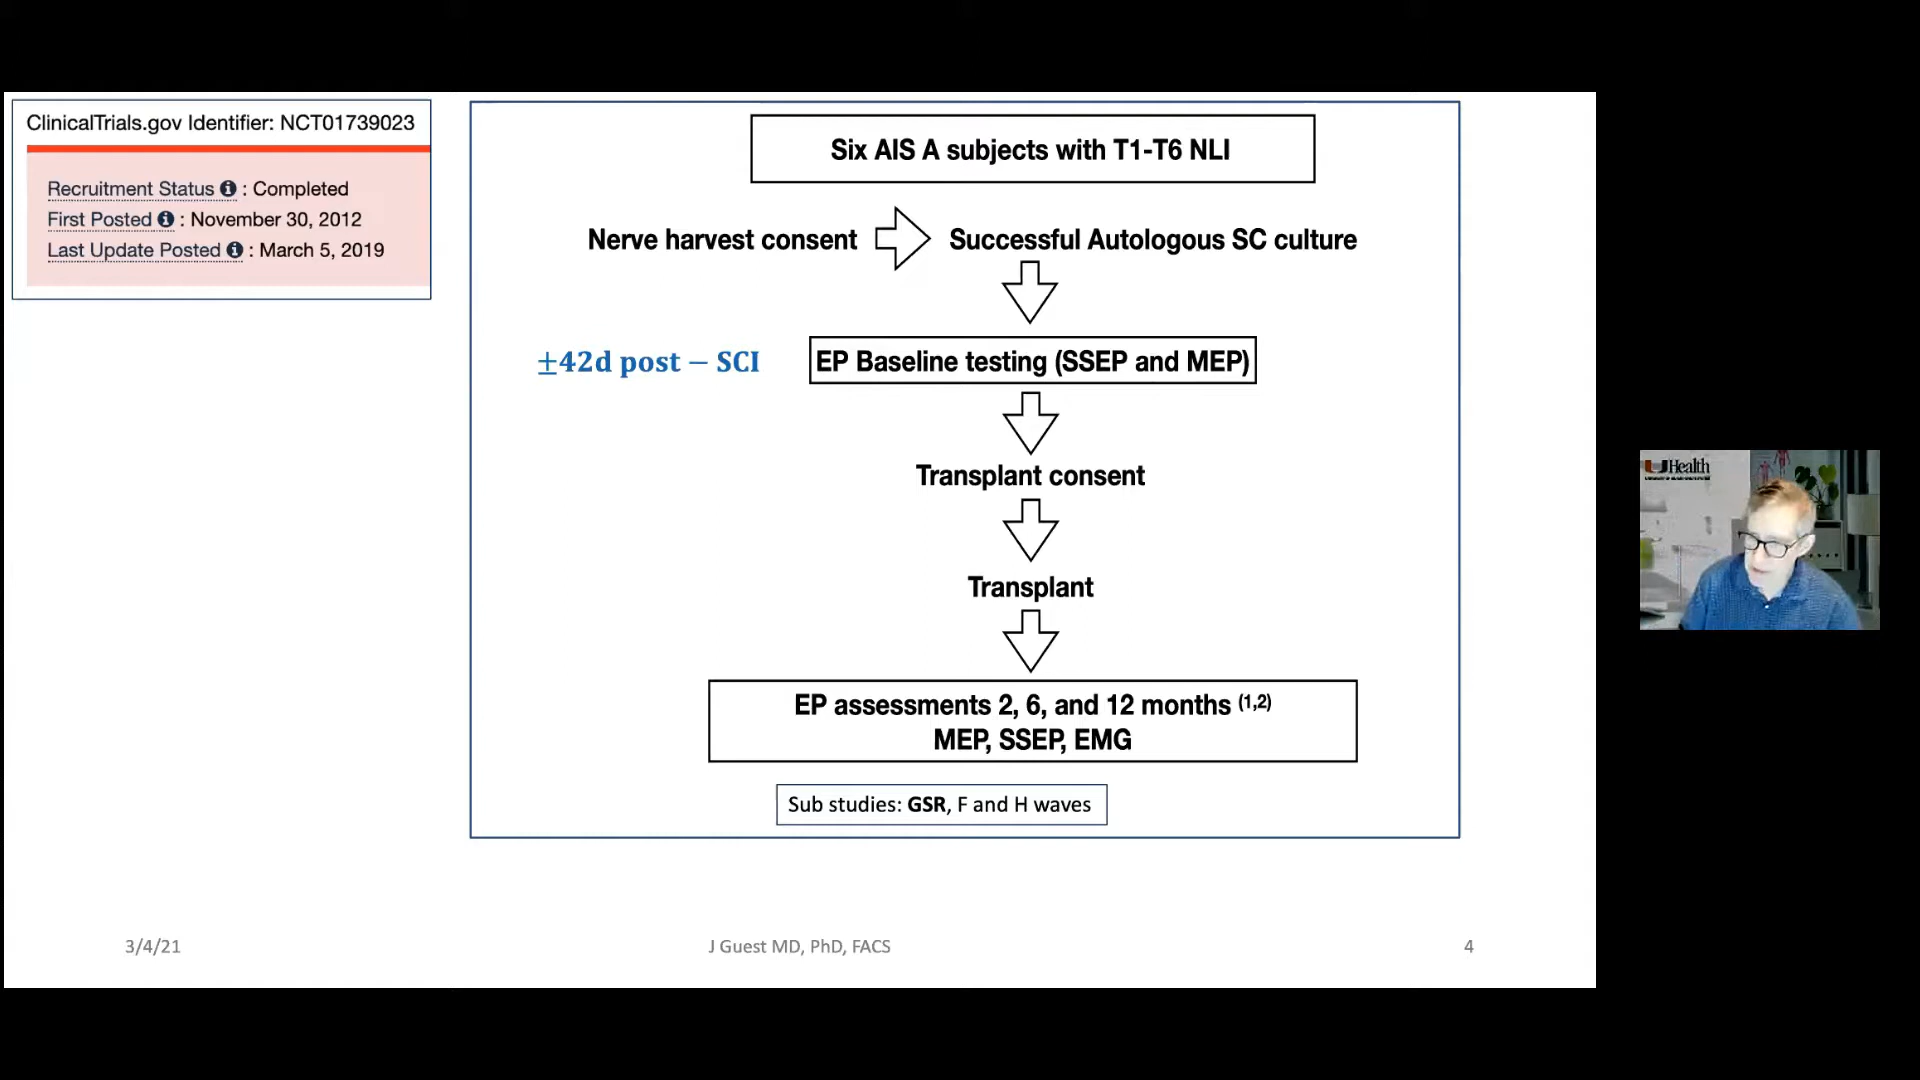 ClinicalTrials.gov Identifier: NCT01739023
Recruitment Status : Completed
First Posted : November 30, 2012
Last Update Posted : March 5, 2019
Six AIS A subjects with T1-T6 NLI
Nerve harvest consent
Successful Autologous SC culture
±42d post − SCI
EP Baseline testing (SSEP and MEP)
Transplant consent
Transplant
EP assessments 2, 6, and 12 months (1,2)
MEP, SSEP, EMG
Sub studies: GSR, F and H waves
3/4/21
J Guest MD, PhD, FACS
4
UHealth